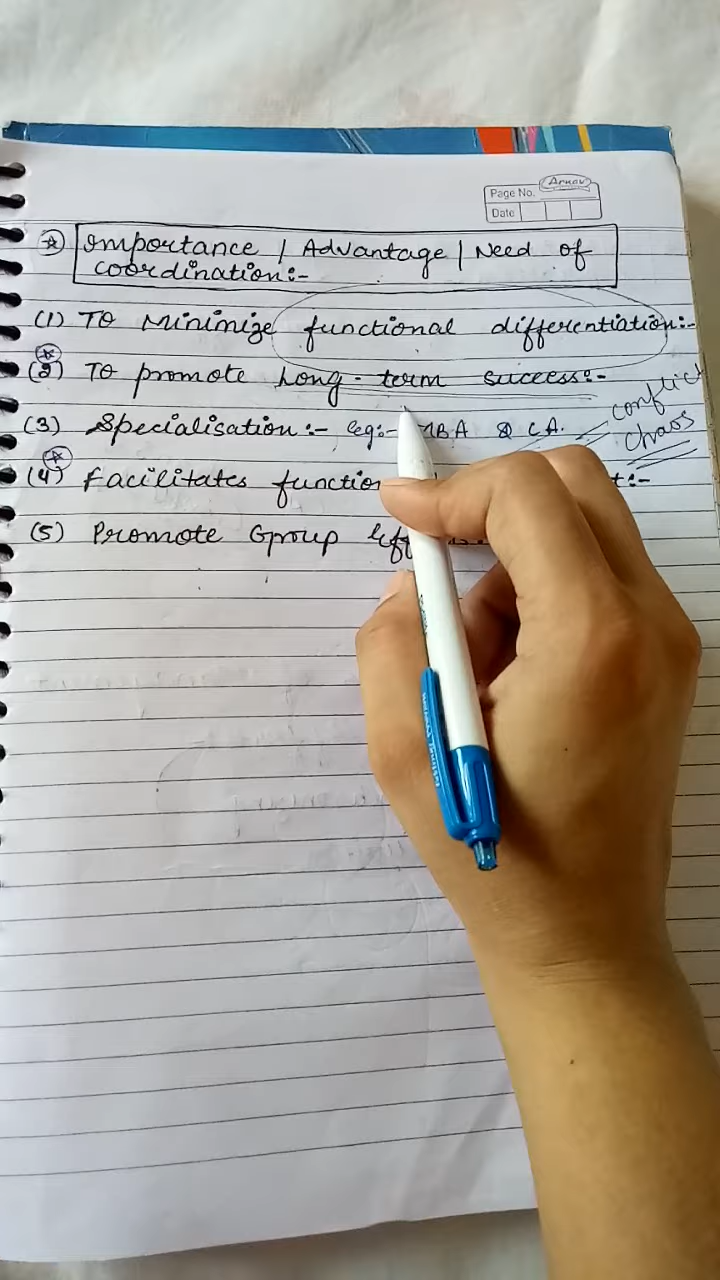 Page No.
Arnav
Date
Importance / Advantage / Need of
coordination:-
(1) To Minimize functional differentiation:-
(2) To promote long-term success:-
conflict
(3) Specialisation:- eg:- MBA & CA.
chaos
(4) Facilitates t:-
(5) Promote Group